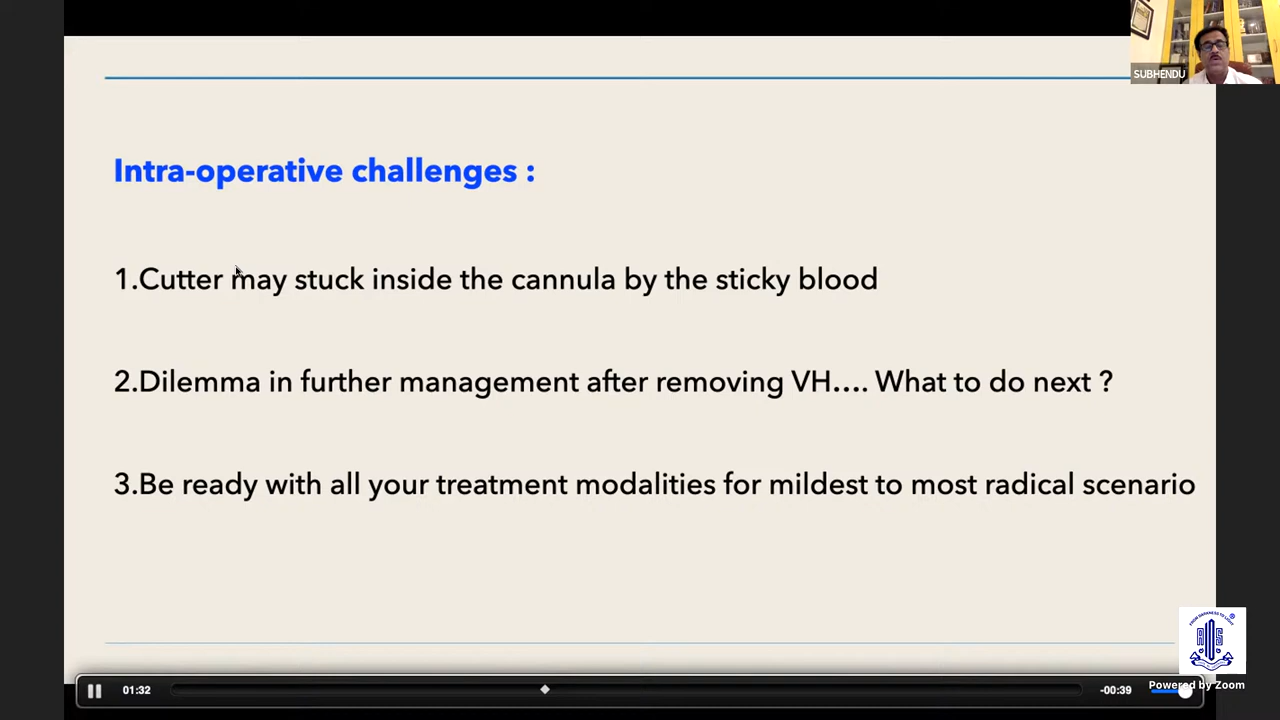 SUBHENDU
Intra-operative challenges :
1.Cutter may stuck inside the cannula by the sticky blood
2.Dilemma in further management after removing VH.... What to do next ?
3.Be ready with all your treatment modalities for mildest to most radical scenario
01:32
-00:39
Powered by Zoom